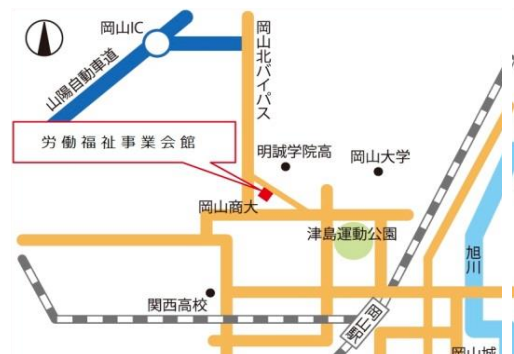 岡山IC
岡山北バイパス
山陽自動車道
労働福祉事業会館
明誠学院高
岡山大学
岡山商大
津島運動公園
旭川
関西高校
岡山駅
岡山城